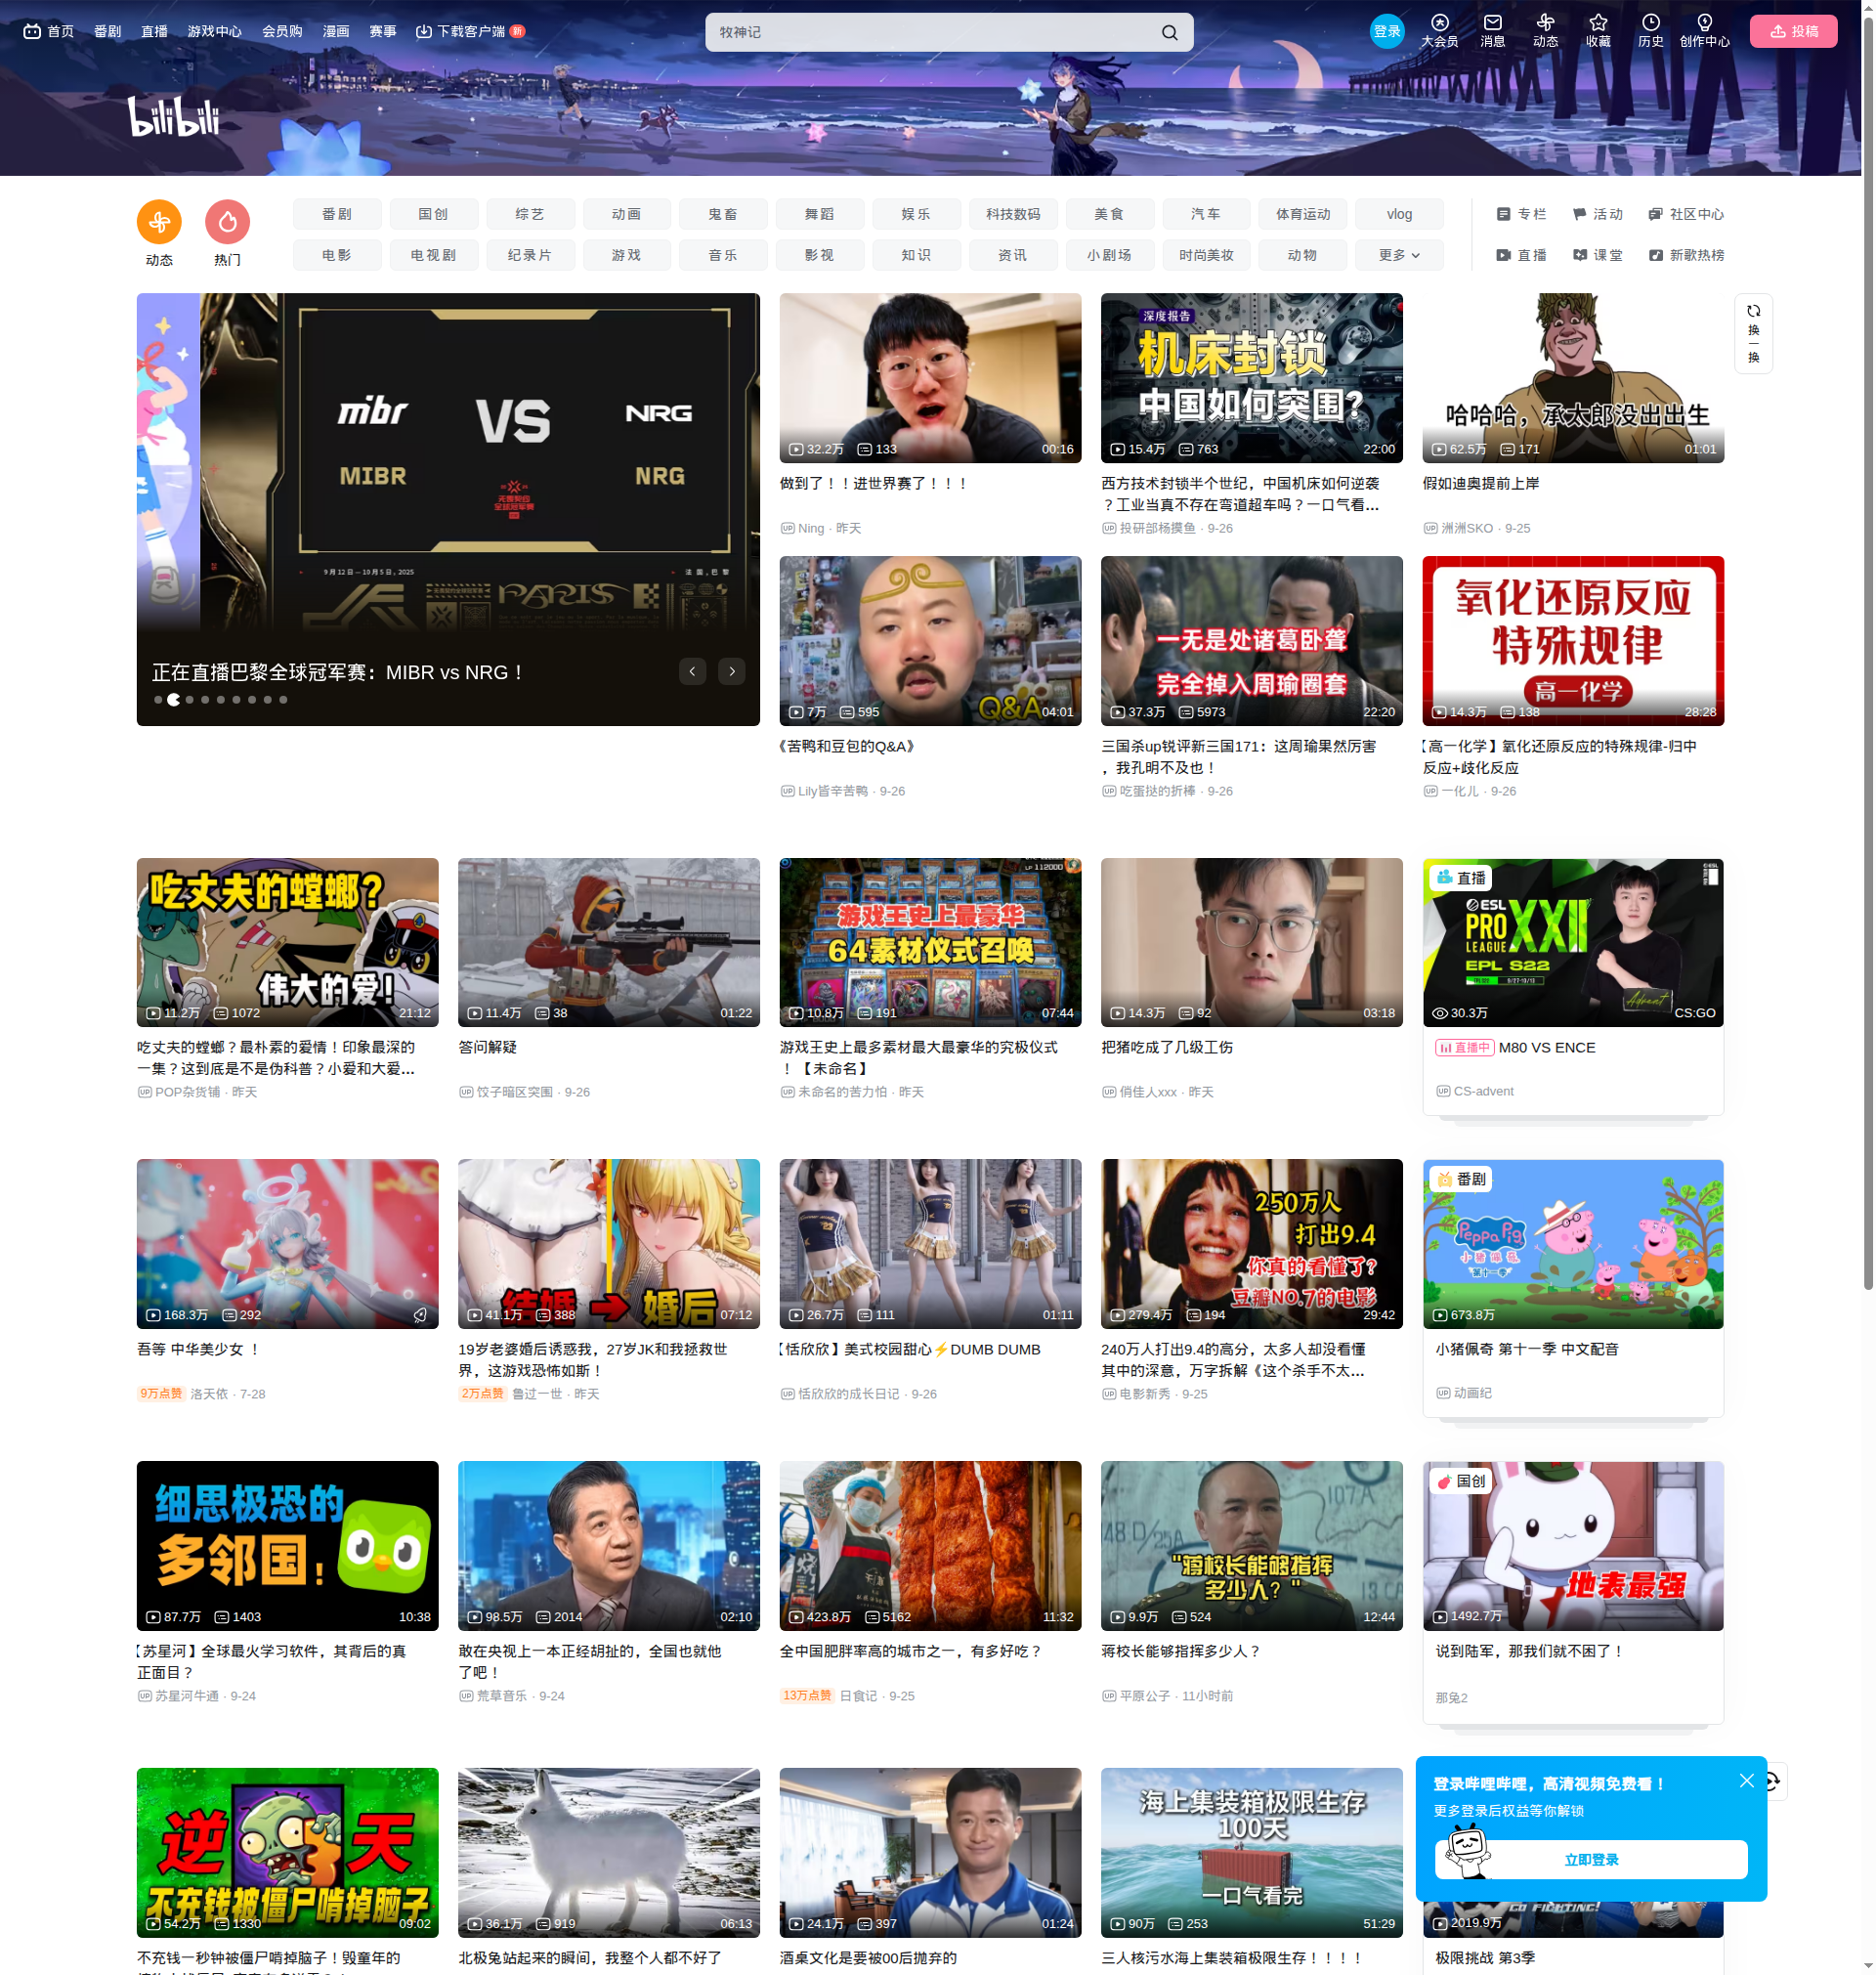 首页 番剧 直播 游戏中心 会员购 漫画 赛事 下载客户端 新
牧神记
登录 大会员 消息 动态 收藏 历史 创作中心 投稿
bilibili
动态 热门
番剧 国创 综艺 动画 鬼畜 舞蹈 娱乐 科技数码 美食 汽车 体育运动 vlog
电影 电视剧 纪录片 游戏 音乐 影视 知识 资讯 小剧场 时尚美妆 动物 更多
专栏 活动 社区中心
直播 课堂 新歌热榜
mibr VS NRG
MIBR NRG
无畏契约
全球冠军赛
9月12日—10月5日, 2025
法国, 巴黎
PARIS
正在直播巴黎全球冠军赛：MIBR vs NRG！
换一换
32.2万 133 00:16
做到了！！进世界赛了！！！
Ning · 昨天
深度报告
机床封锁
中国如何突围?
15.4万 763 22:00
西方技术封锁半个世纪，中国机床如何逆袭
？工业当真不存在弯道超车吗？一口气看...
投研部杨摸鱼 · 9-26
哈哈哈，承太郎没出出生
62.5万 171 01:01
假如迪奥提前上岸
洲洲SKO · 9-25
Q&A
7万 595 04:01
《苦鸭和豆包的Q&A》
Lily皆辛苦鸭 · 9-26
一无是处诸葛卧聋
完全掉入周瑜圈套
37.3万 5973 22:20
三国杀up锐评新三国171：这周瑜果然厉害
，我孔明不及也！
吃蛋挞的折棒 · 9-26
氧化还原反应
特殊规律
高一化学
14.3万 138 28:28
【高一化学】氧化还原反应的特殊规律-归中
反应+歧化反应
一化儿 · 9-26
吃丈夫的螳螂?
伟大的爱!
11.2万 1072 21:12
吃丈夫的螳螂？最朴素的爱情！印象最深的
一集？这到底是不是伪科普？小爱和大爱...
POP杂货铺 · 昨天
11.4万 38 01:22
答问解疑
饺子暗区突围 · 9-26
LP 112000
游戏王史上最豪华
64素材仪式召唤
10.8万 191 07:44
游戏王史上最多素材最大最豪华的究极仪式
！【未命名】
未命名的苦力怕 · 昨天
14.3万 92 03:18
把猪吃成了几级工伤
俏佳人xxx · 昨天
直播
ESL
PRO LEAGUE XXII
EPL S22
Advent
30.3万 CS:GO
直播中 M80 VS ENCE
CS-advent
168.3万 292
吾等 中华美少女 ！
9万点赞 洛天依 · 7-28
结婚 → 婚后
41.1万 388 07:12
19岁老婆婚后诱惑我，27岁JK和我拯救世
界，这游戏恐怖如斯！
2万点赞 鲁过一世 · 昨天
26.7万 111 01:11
【恬欣欣】美式校园甜心⚡DUMB DUMB
恬欣欣的成长日记 · 9-26
250万人
打出9.4
你真的看懂了?
豆瓣NO.7的电影
279.4万 194 29:42
240万人打出9.4的高分，太多人却没看懂
其中的深意，万字拆解《这个杀手不太...
电影新秀 · 9-25
番剧
Peppa Pig
小猪佩奇
第十一季
673.8万
小猪佩奇 第十一季 中文配音
动画纪
细思极恐的
多邻国!
87.7万 1403 10:38
【苏星河】全球最火学习软件，其背后的真
正面目？
苏星河牛通 · 9-24
98.5万 2014 02:10
敢在央视上一本正经胡扯的，全国也就他
了吧！
荒草音乐 · 9-24
423.8万 5162 11:32
全中国肥胖率高的城市之一，有多好吃？
13万点赞 日食记 · 9-25
107A
"蒋校长能够指挥
多少人? "
9.9万 524 12:44
蒋校长能够指挥多少人？
平原公子 · 11小时前
国创
地表最强
1492.7万
说到陆军，那我们就不困了！
那兔2
逆天
不充钱被僵尸啃掉脑子
54.2万 1330 09:02
不充钱一秒钟被僵尸啃掉脑子！毁童年的
36.1万 919 06:13
北极兔站起来的瞬间，我整个人都不好了
24.1万 397 01:24
酒桌文化是要被00后抛弃的
海上集装箱极限生存
100天
一口气看完
90万 253 51:29
三人核污水海上集装箱极限生存！！！！
登录哔哩哔哩，高清视频免费看！
更多登录后权益等你解锁
立即登录
GO FIGHTING!
2019.9万
极限挑战 第3季